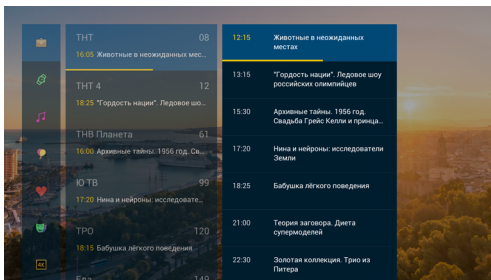 ТНТ 08
16:05 Животные в неожиданных мес...
ТНТ 4 12
18:25 "Гордость нации". Ледовое шо...
ТНВ Планета 61
16:00 Архивные тайны. 1956 год. Св...
Ю ТВ 99
17:20 Нина и нейроны: исследовате...
ТРО 120
18:15 Бабушка лёгкого поведения.
Еда 149
4K
12:15 Животные в неожиданных
местах
13:15 "Гордость нации". Ледовое шоу
российских олимпийцев
15:30 Архивные тайны. 1956 год.
Свадьба Грейс Келли и принца...
17:20 Нина и нейроны: исследователи
Земли
18:25 Бабушка лёгкого поведения
21:00 Теория заговора. Диета
супермоделей
22:30 Золотая коллекция. Трио из
Питера